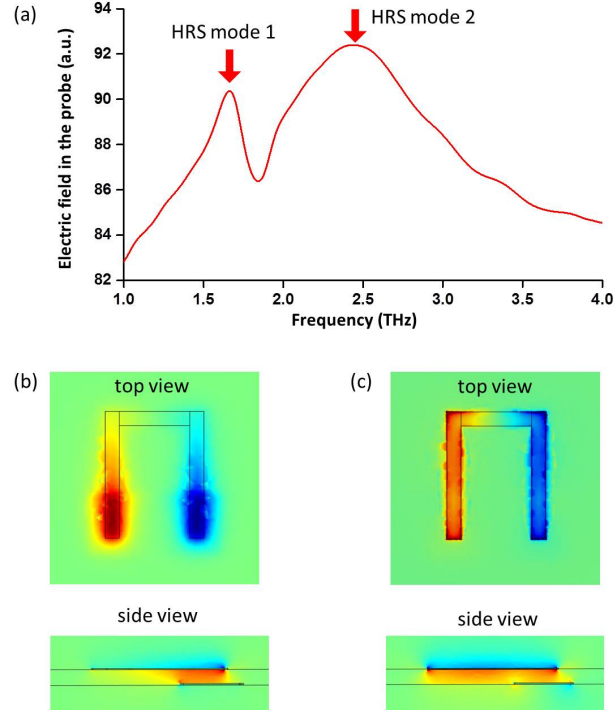 (a)
HRS mode 1
HRS mode 2
Electric field in the probe (a.u.)
94
92
90
88
86
84
82
1.0 1.5 2.0 2.5 3.0 3.5 4.0
Frequency (THz)
(b)
top view
side view
(c)
top view
side view